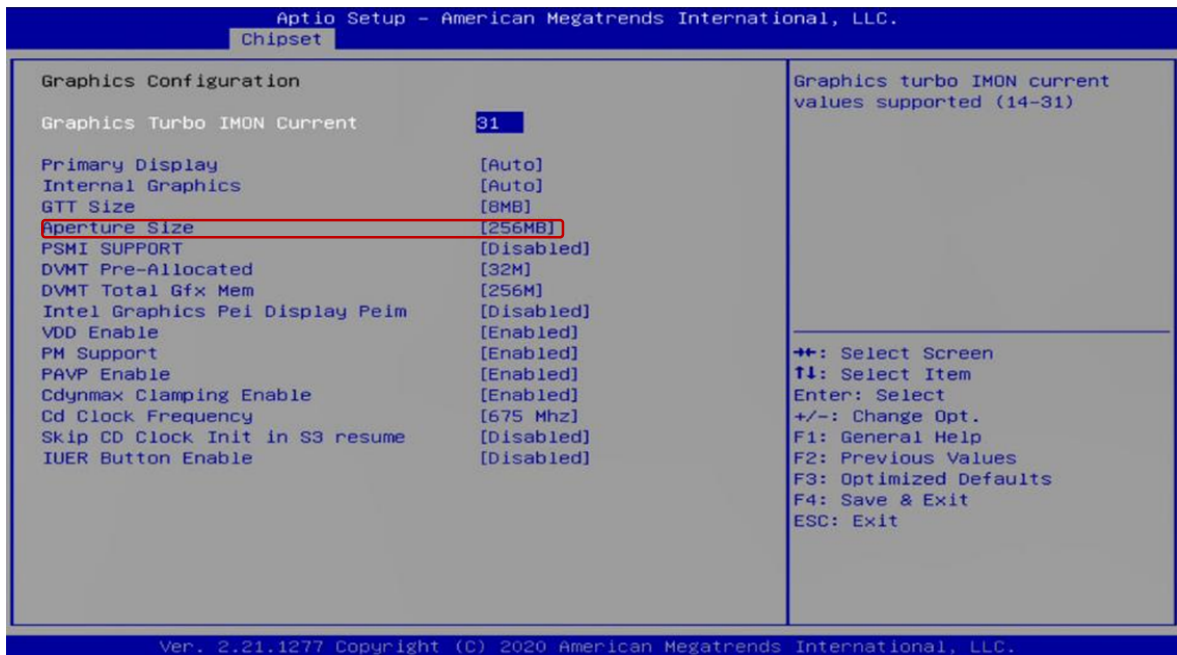 Aptio Setup – American Megatrends International, LLC.
Chipset
Graphics Configuration
Graphics Turbo IMON Current 31
Primary Display [Auto]
Internal Graphics [Auto]
GTT Size [8MB]
Aperture Size [256MB]
PSMI SUPPORT [Disabled]
DVMT Pre-Allocated [32M]
DVMT Total Gfx Mem [256M]
Intel Graphics Pei Display Peim [Disabled]
VDD Enable [Enabled]
PM Support [Enabled]
PAVP Enable [Enabled]
Cdynmax Clamping Enable [Enabled]
Cd Clock Frequency [675 Mhz]
Skip CD Clock Init in S3 resume [Disabled]
IUER Button Enable [Disabled]
Graphics turbo IMON current
values supported (14-31)
→←: Select Screen
↑↓: Select Item
Enter: Select
+/-: Change Opt.
F1: General Help
F2: Previous Values
F3: Optimized Defaults
F4: Save & Exit
ESC: Exit
Ver. 2.21.1277 Copyright (C) 2020 American Megatrends International, LLC.